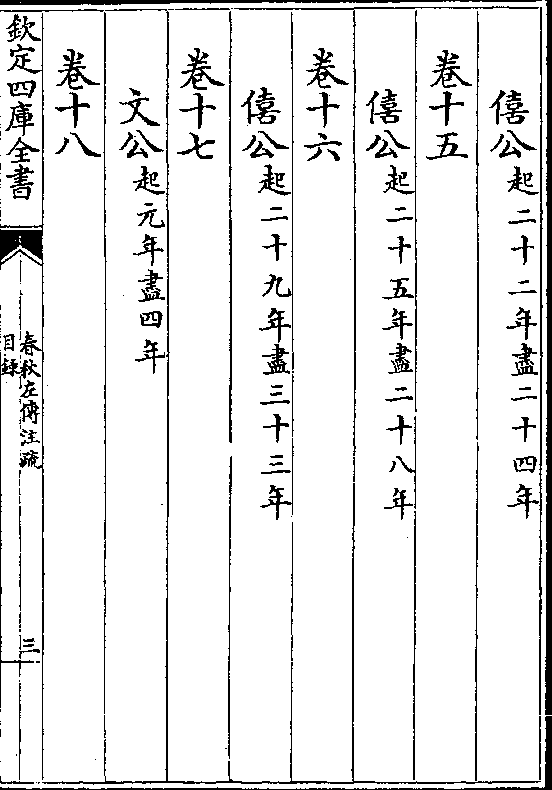 僖公起二十二年盡二十四年
卷十五
僖公起二十五年盡二十八年
卷十六
僖公起二十九年盡三十三年
卷十七
文公起元年盡四年
卷十八
欽定四庫全書
春秋左傳注疏
目録
三